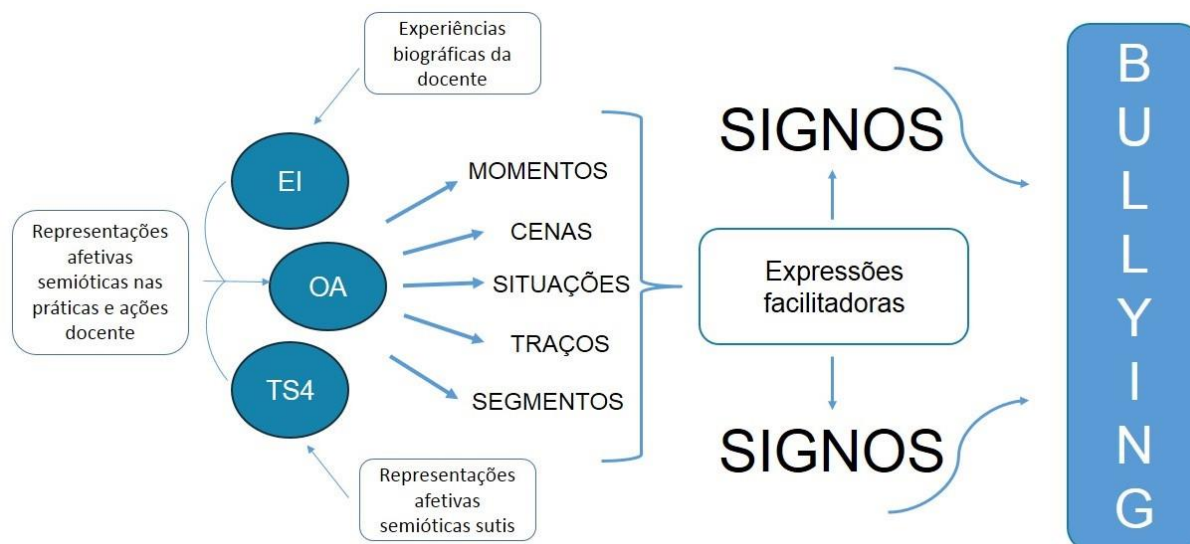 Experiências
biográficas da
docente
EI
Representações
afetivas
semióticas nas
práticas e ações
docente
OA
TS4
Representações
afetivas
semióticas sutis
MOMENTOS
CENAS
SITUAÇÕES
TRAÇOS
SEGMENTOS
SIGNOS
Expressões
facilitadoras
SIGNOS
B
U
L
L
Y
I
N
G